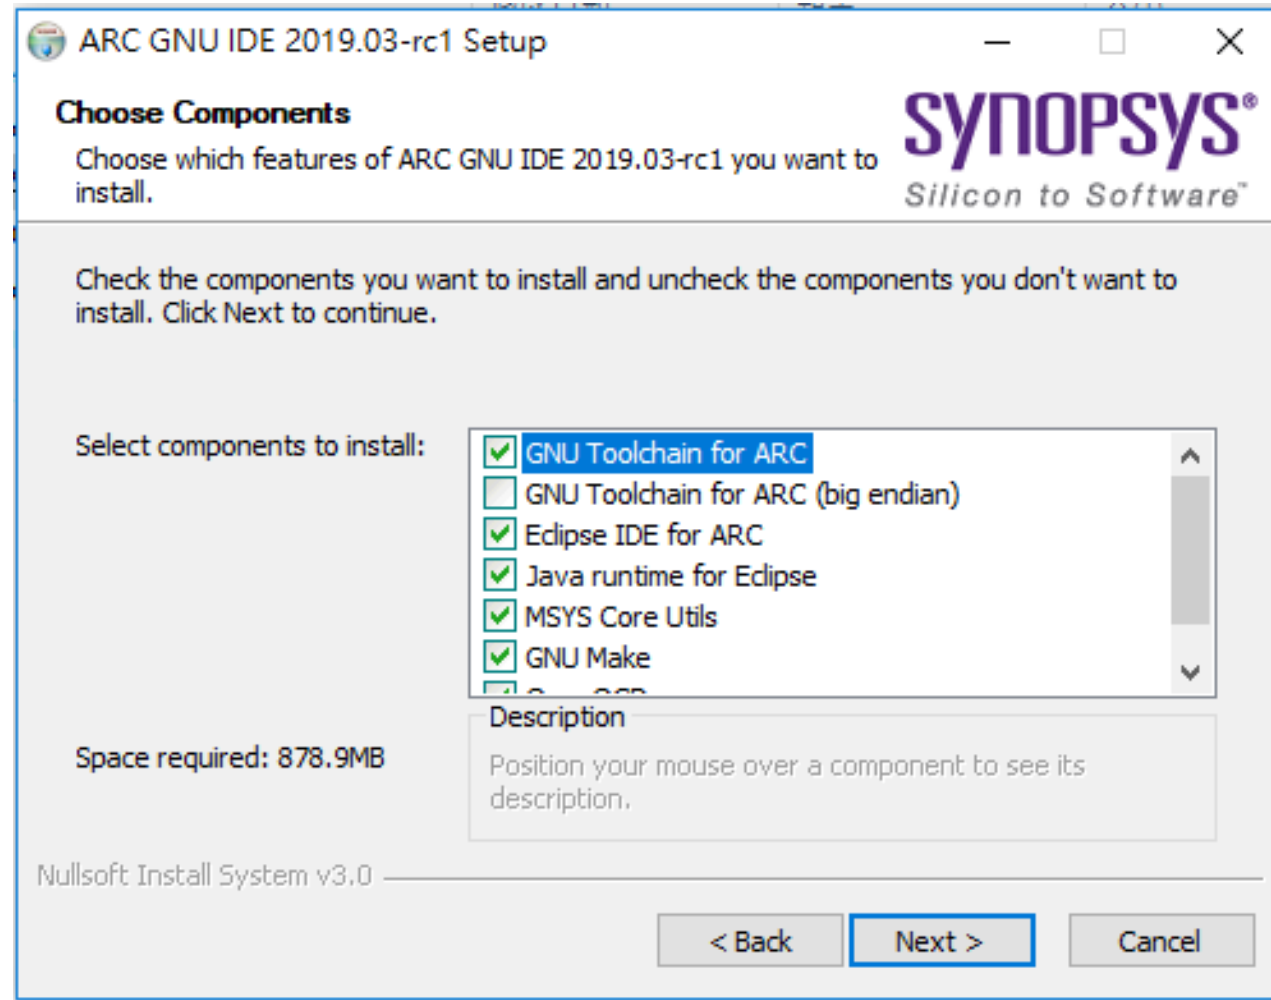 ARC GNU IDE 2019.03-rc1 Setup
Choose Components
Choose which features of ARC GNU IDE 2019.03-rc1 you want to
install.
SYNOPSYS®
Silicon to Software™
Check the components you want to install and uncheck the components you don't want to
install. Click Next to continue.
Select components to install:
GNU Toolchain for ARC
GNU Toolchain for ARC (big endian)
Eclipse IDE for ARC
Java runtime for Eclipse
MSYS Core Utils
GNU Make
Space required: 878.9MB
Description
Position your mouse over a component to see its
description.
Nullsoft Install System v3.0
< Back
Next >
Cancel